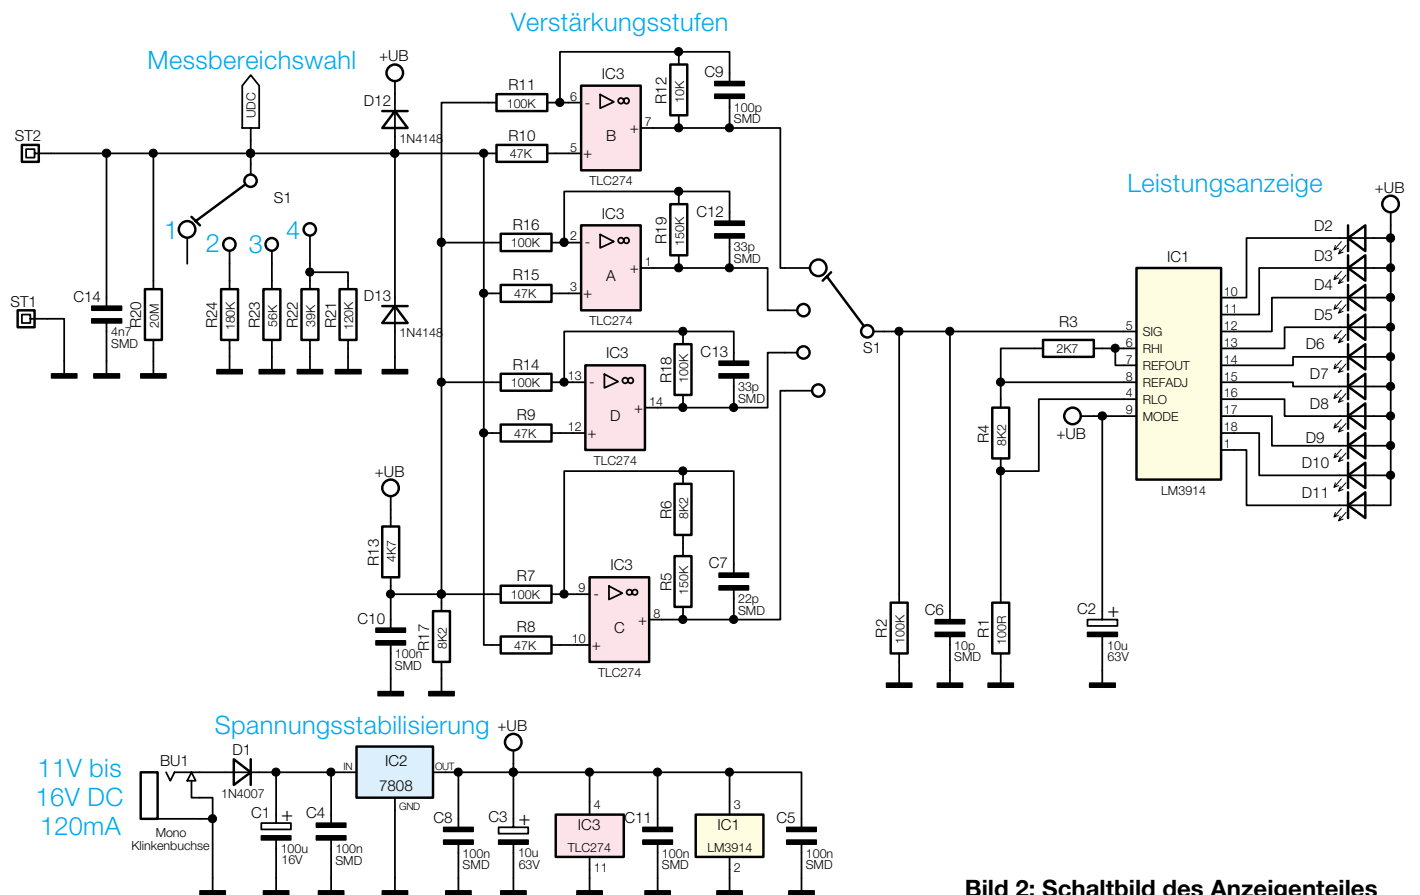 Verstärkungsstufen
Messbereichswahl
+UB
UDC
D12
1N4148
ST2
S1
1
2
3
4
ST1
C14
4n7
SMD
R20
20M
R24
180K
R23
56K
R22
39K
R21
120K
D13
1N4148
R11
100K
R10
47K
IC3
6
-
5
+
B
+
7
TLC274
R12
10K
C9
100p
SMD
R16
100K
R15
47K
IC3
2
-
3
+
A
+
1
TLC274
R19
150K
C12
33p
SMD
R14
100K
R9
47K
IC3
13
-
12
+
D
+
14
TLC274
R18
100K
C13
33p
SMD
+UB
R13
4K7
C10
100n
SMD
R17
8K2
R7
100K
R8
47K
IC3
9
-
10
+
C
+
8
TLC274
R6
8K2
R5
150K
C7
22p
SMD
S1
Leistungsanzeige
+UB
IC1
5
SIG
6
RHI
7
REFOUT
8
REFADJ
4
RLO
9
MODE
LM3914
10
11
12
13
14
15
16
17
18
1
D2
D3
D4
D5
D6
D7
D8
D9
D10
D11
R3
2K7
R4
8K2
+UB
R2
100K
C6
10p
SMD
R1
100R
C2
+
10u
63V
Spannungsstabilisierung
+UB
11V bis
16V DC
120mA
BU1
Mono
Klinkenbuchse
D1
1N4007
C1
+
100u
16V
C4
100n
SMD
IN
IC2
7808
OUT
GND
C8
100n
SMD
C3
+
10u
63V
4
IC3
TLC274
11
C11
100n
SMD
3
IC1
LM3914
2
C5
100n
SMD
Bild 2: Schaltbild des Anzeigenteiles